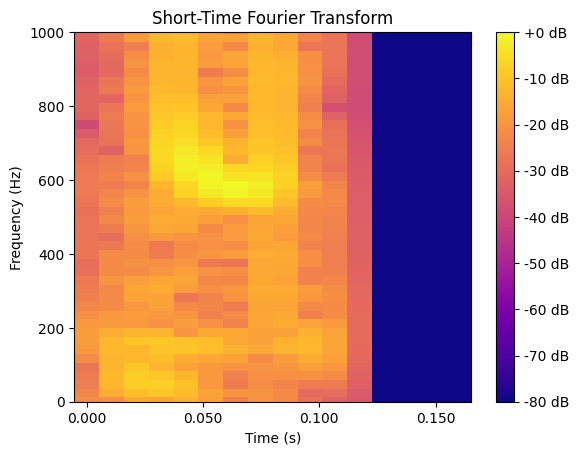 Short-Time Fourier Transform
1000
800
600
400
200
0
Frequency (Hz)
0.000
0.050
0.100
0.150
Time (s)
+0 dB
-10 dB
-20 dB
-30 dB
-40 dB
-50 dB
-60 dB
-70 dB
-80 dB